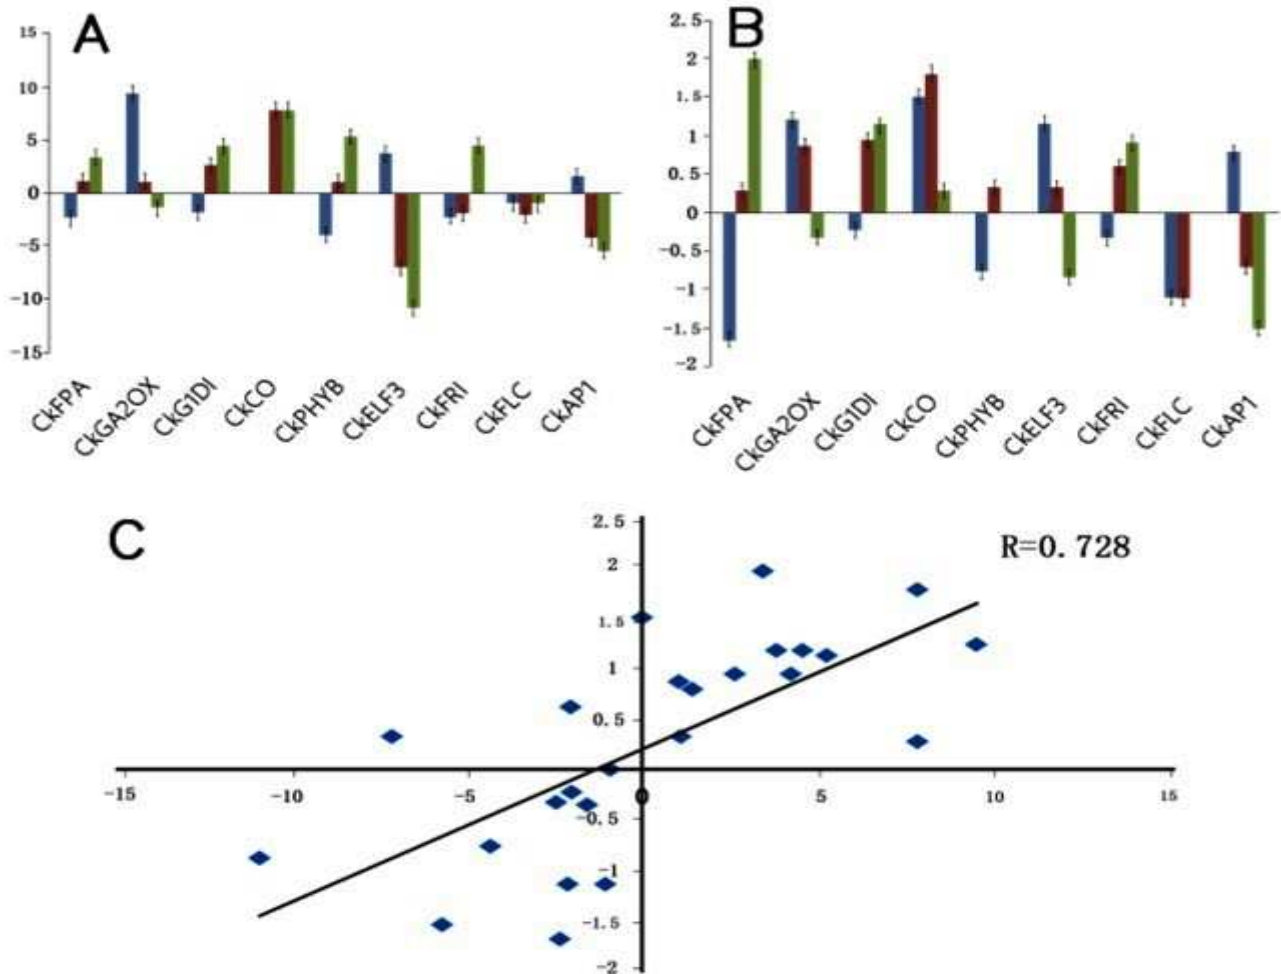 A
15
10
5
0
-5
-10
-15
CkFPA
CkGA2OX
CkG1DI
CkCO
CkPHYB
CkELF3
CkFRI
CkFLC
CkAP1
B
2.5
2
1.5
1
0.5
0
-0.5
-1
-1.5
-2
CkFPA
CkGA2OX
CkG1DI
CkCO
CkPHYB
CkELF3
CkFRI
CkFLC
CkAP1
C
R=0.728
2.5
2
1.5
1
0.5
-15 -10 -5 0 5 10 15
-0.5
-1
-1.5
-2